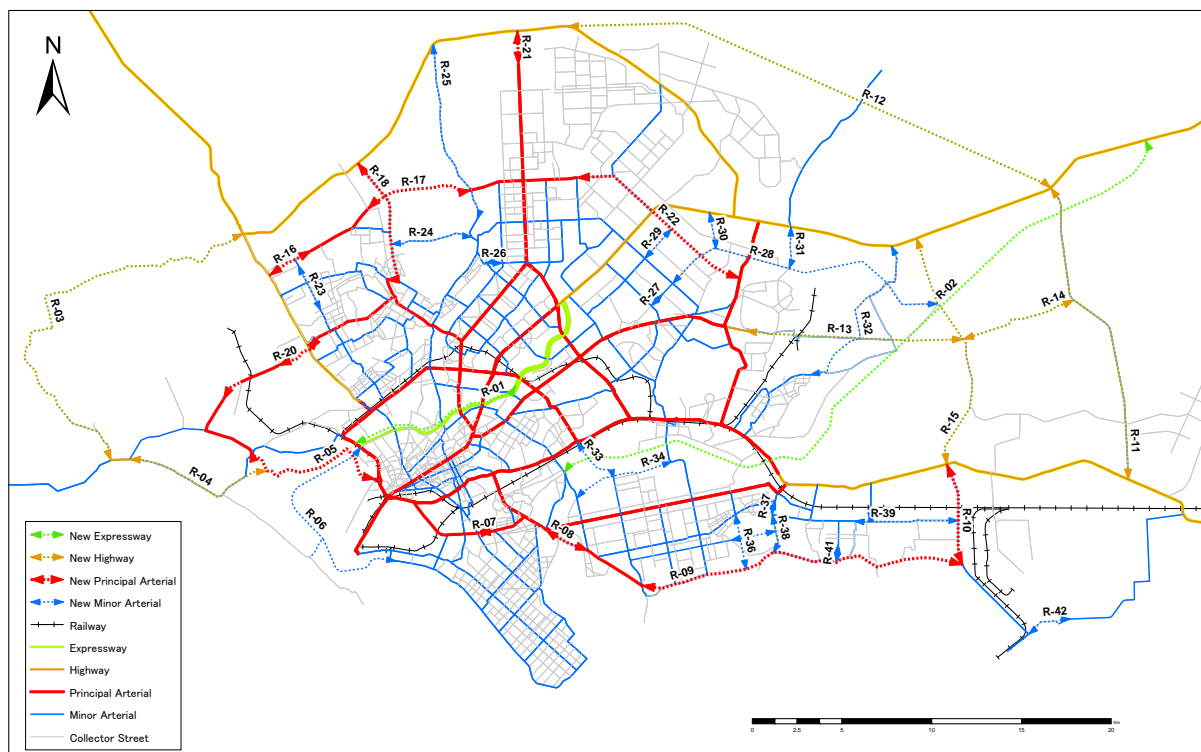 N
R-21
R-25
R-12
R-18
R-17
R-22
R-24
R-29
R-30
R-28
R-31
R-16
R-26
R-23
R-27
R-02
R-03
R-14
R-32
R-13
R-20
R-01
R-15
R-05
R-04
R-33
R-34
R-11
R-06
R-37
R-07
R-08
R-39
R-10
R-38
R-36
R-41
R-09
R-42
New Expressway
New Highway
New Principal Arterial
New Minor Arterial
Railway
Expressway
Highway
Principal Arterial
Minor Arterial
Collector Street
0 2.5 5 10 15 20